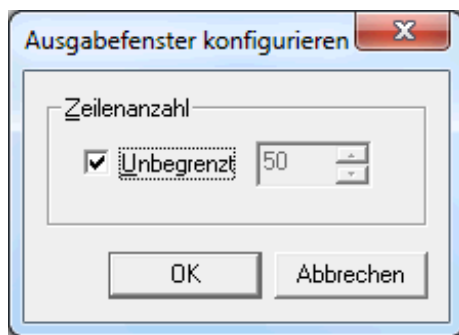 Ausgabefenster konfigurieren
Zeilenanzahl
Unbegrenzt 50
OK Abbrechen